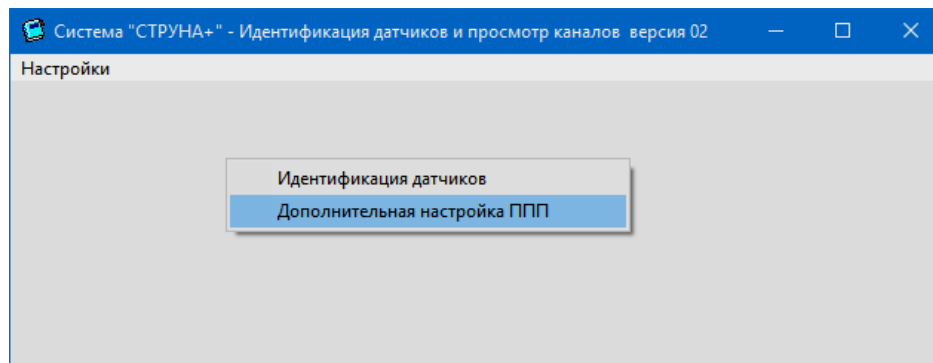 Система "СТРУНА+" - Идентификация датчиков и просмотр каналов версия 02
Настройки
Идентификация датчиков
Дополнительная настройка ППП